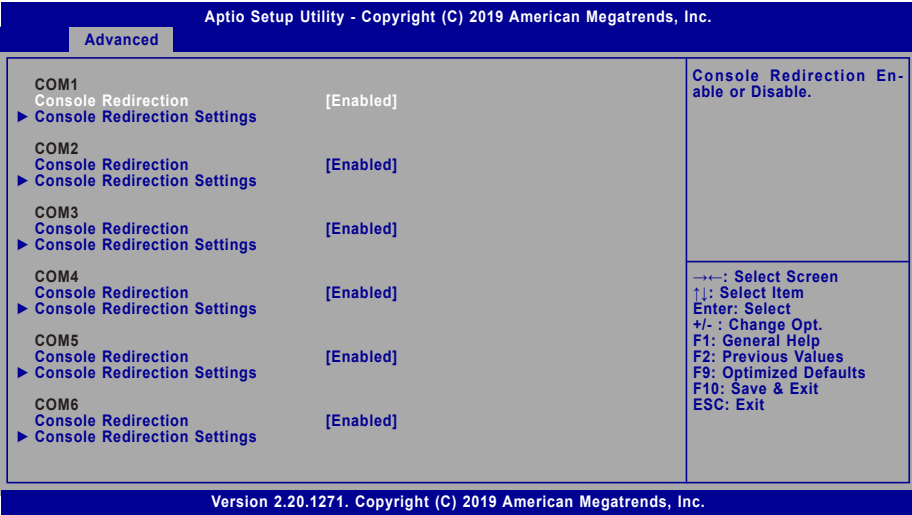 Aptio Setup Utility - Copyright (C) 2019 American Megatrends, Inc.
Advanced
COM1
Console Redirection [Enabled]
► Console Redirection Settings
COM2
Console Redirection [Enabled]
► Console Redirection Settings
COM3
Console Redirection [Enabled]
► Console Redirection Settings
COM4
Console Redirection [Enabled]
► Console Redirection Settings
COM5
Console Redirection [Enabled]
► Console Redirection Settings
COM6
Console Redirection [Enabled]
► Console Redirection Settings
Console Redirection En-
able or Disable.
→←: Select Screen
↑↓: Select Item
Enter: Select
+/- : Change Opt.
F1: General Help
F2: Previous Values
F9: Optimized Defaults
F10: Save & Exit
ESC: Exit
Version 2.20.1271. Copyright (C) 2019 American Megatrends, Inc.